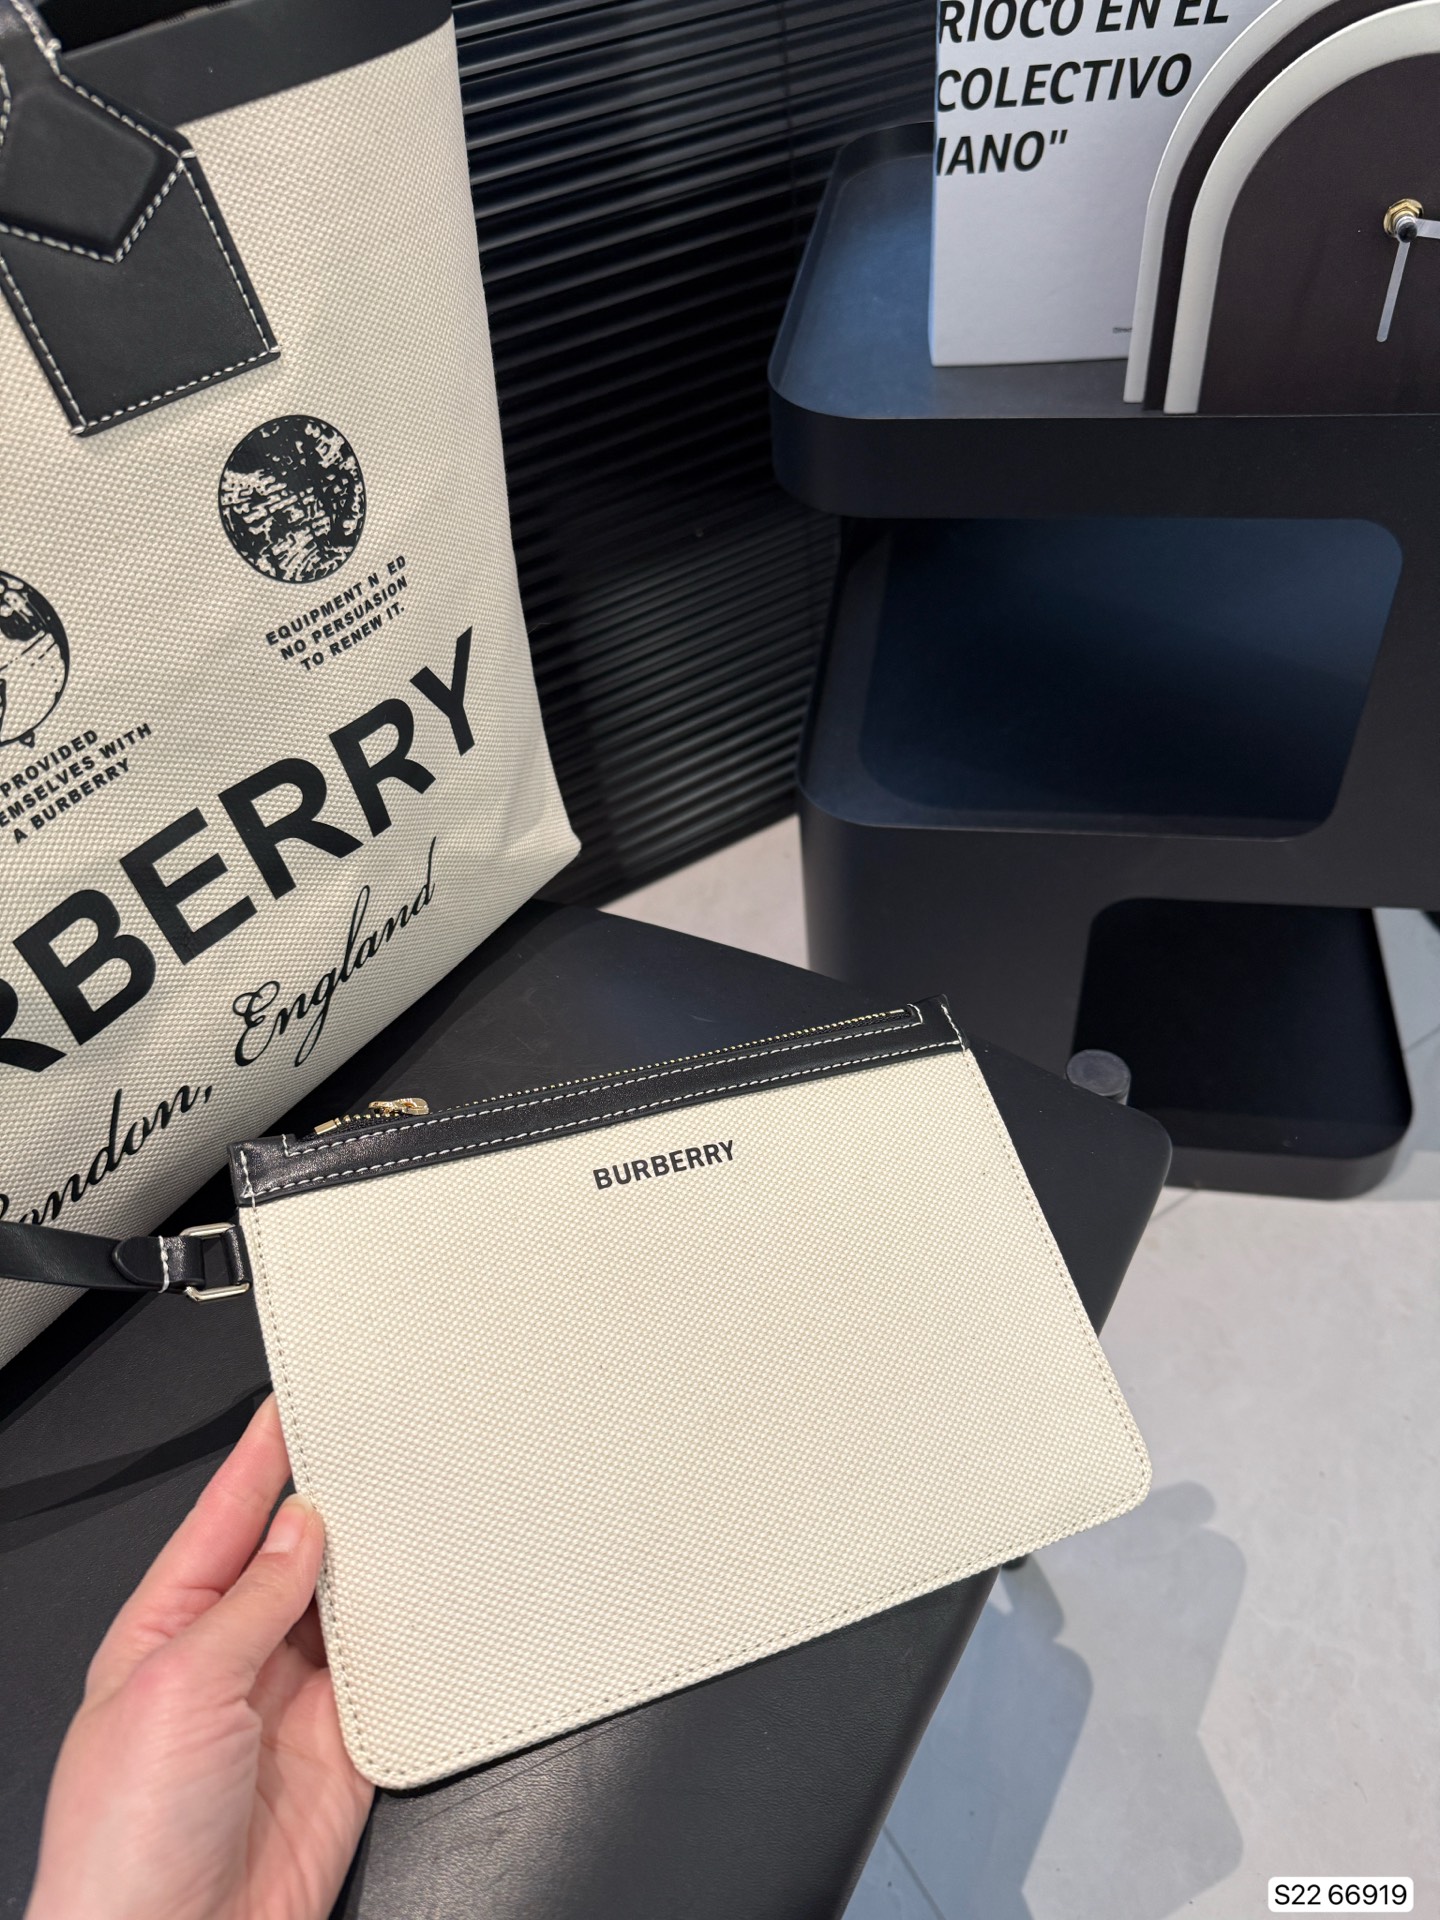 RIOCO EN EL
COLECTIVO
IANO"
EQUIPMENT N ED
NO PERSUASION
TO RENEW IT.
PROVIDED
EMSELVES WITH
A BURBERRY
RBERRY
London, England
BURBERRY
S22 66919